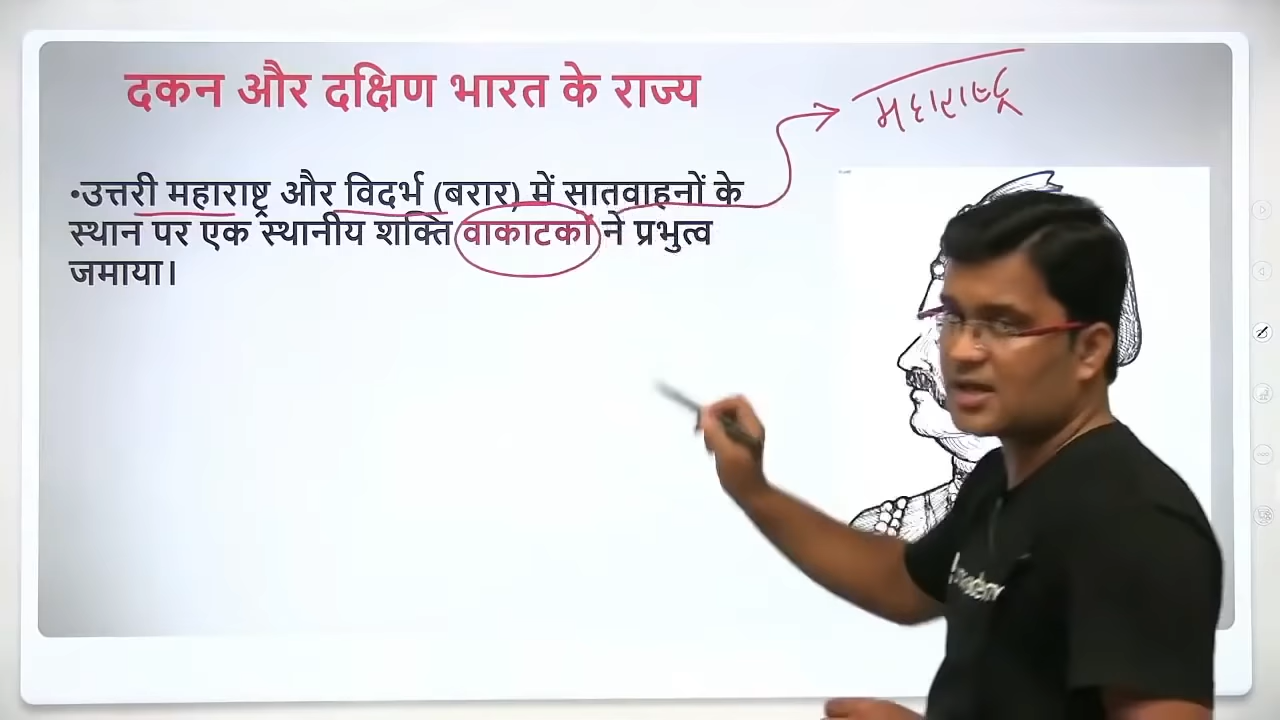 दकन और दक्षिण भारत के राज्य
महाराष्ट्र
•उत्तरी महाराष्ट्र और विदर्भ (बरार) में सातवाहनों के
स्थान पर एक स्थानीय शक्ति वाकाटकों ने प्रभुत्व
जमाया।